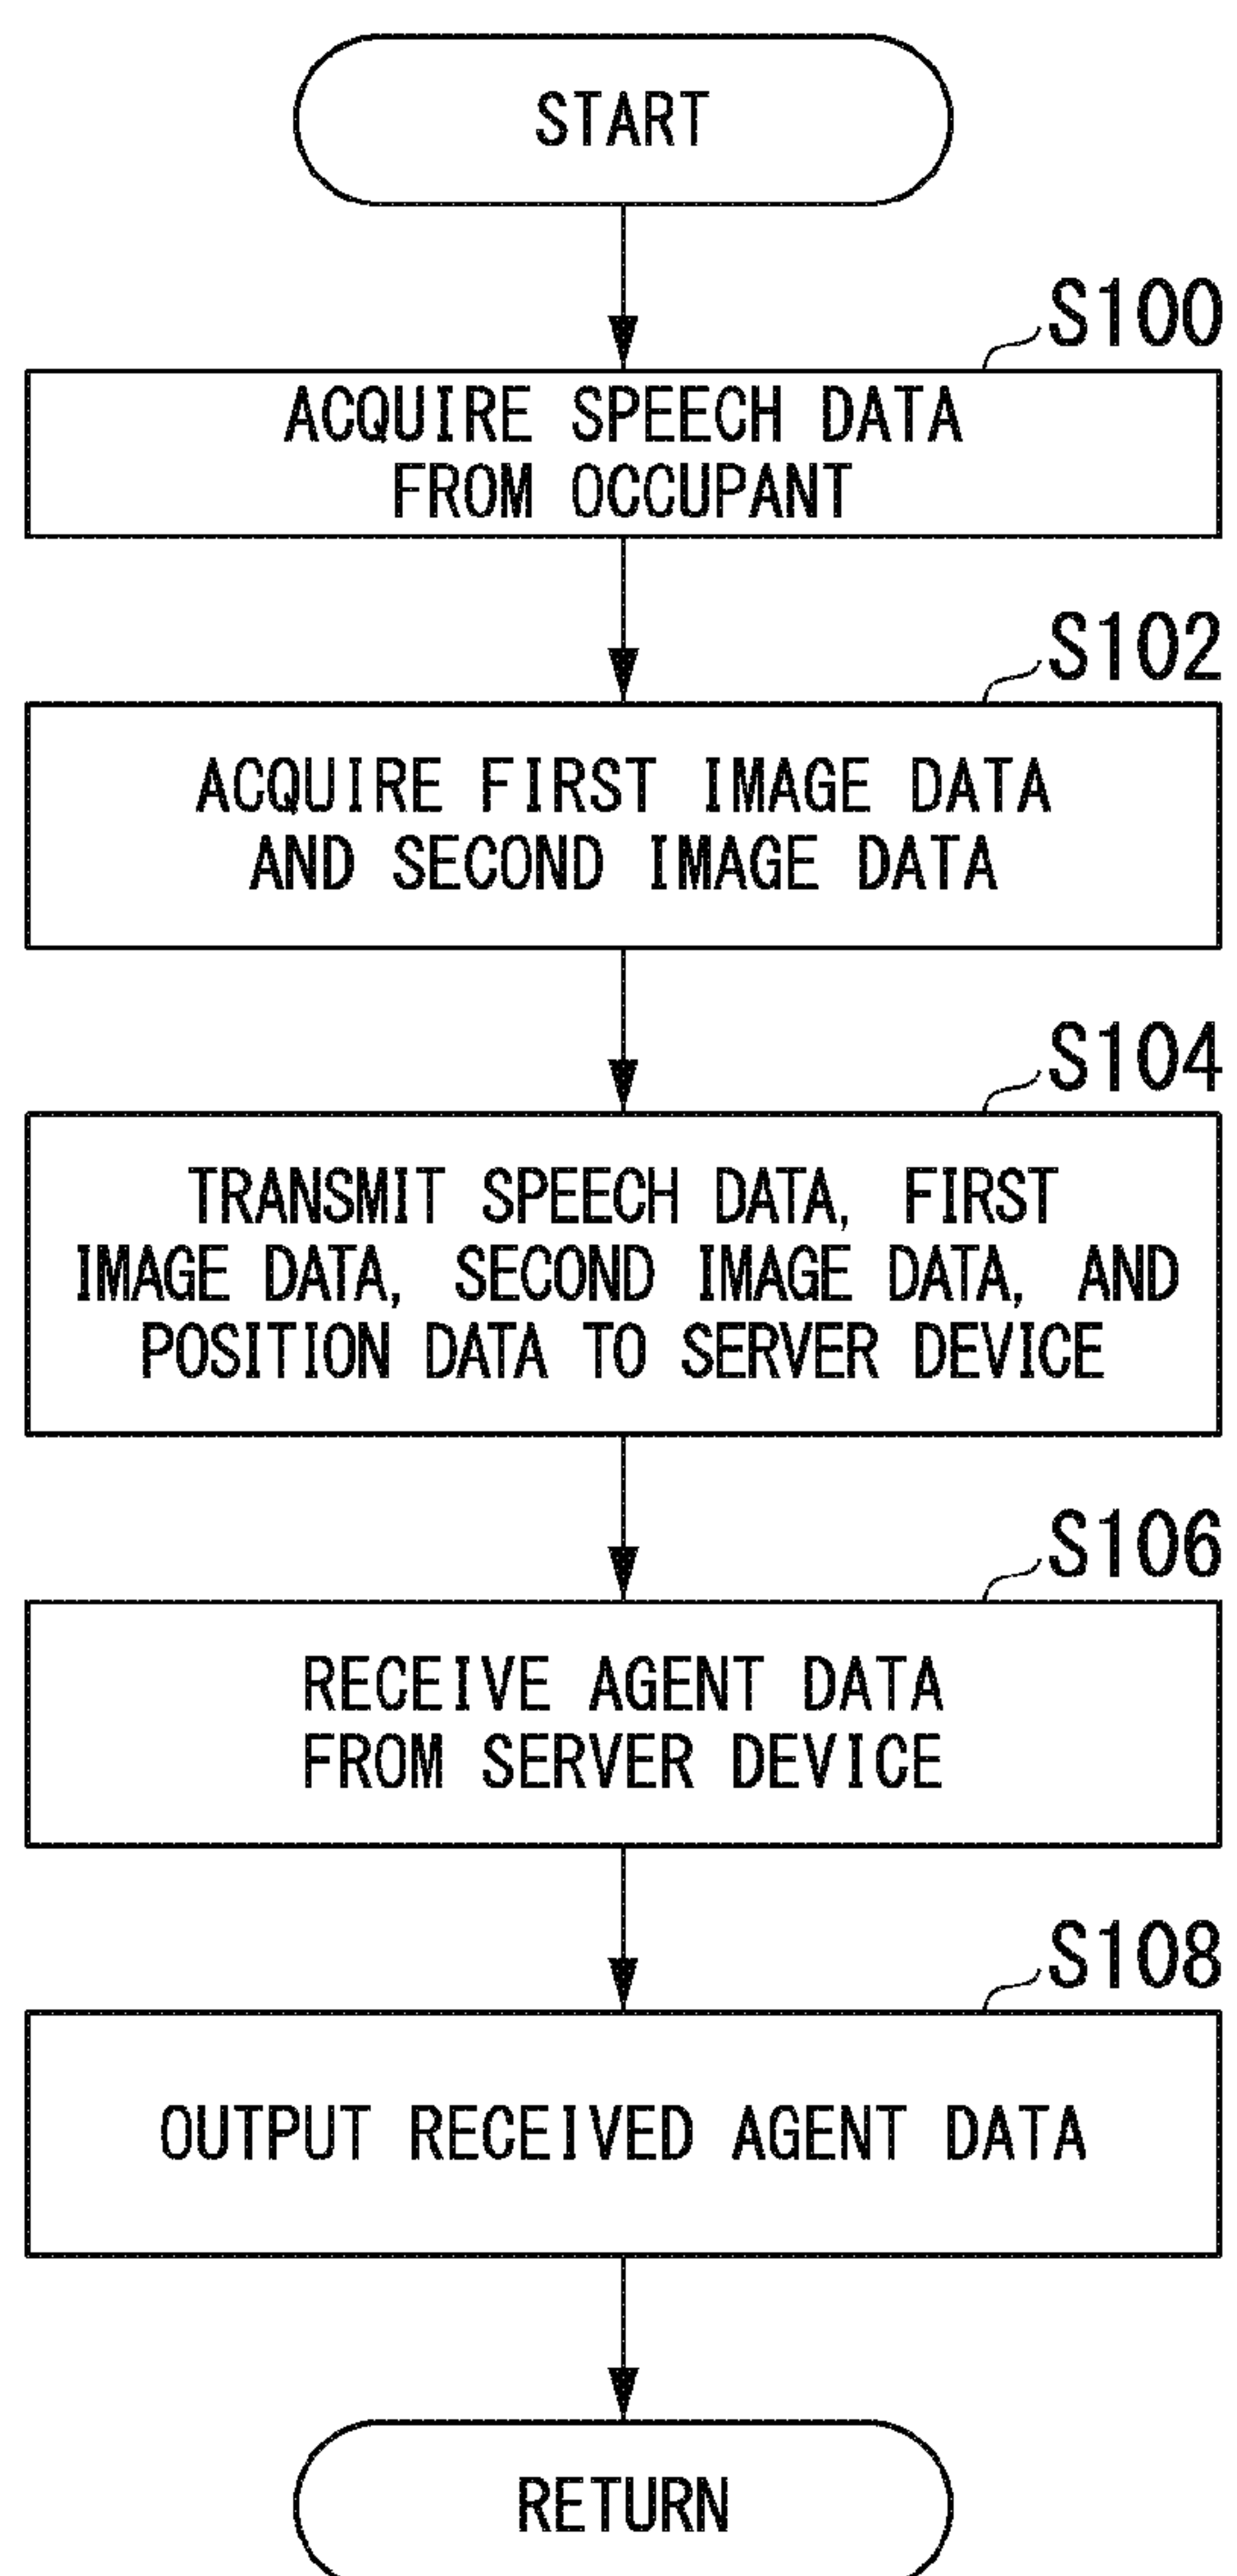 START
S100
ACQUIRE SPEECH DATA
FROM OCCUPANT
S102
ACQUIRE FIRST IMAGE DATA
AND SECOND IMAGE DATA
S104
TRANSMIT SPEECH DATA, FIRST
IMAGE DATA, SECOND IMAGE DATA, AND
POSITION DATA TO SERVER DEVICE
S106
RECEIVE AGENT DATA
FROM SERVER DEVICE
S108
OUTPUT RECEIVED AGENT DATA
RETURN